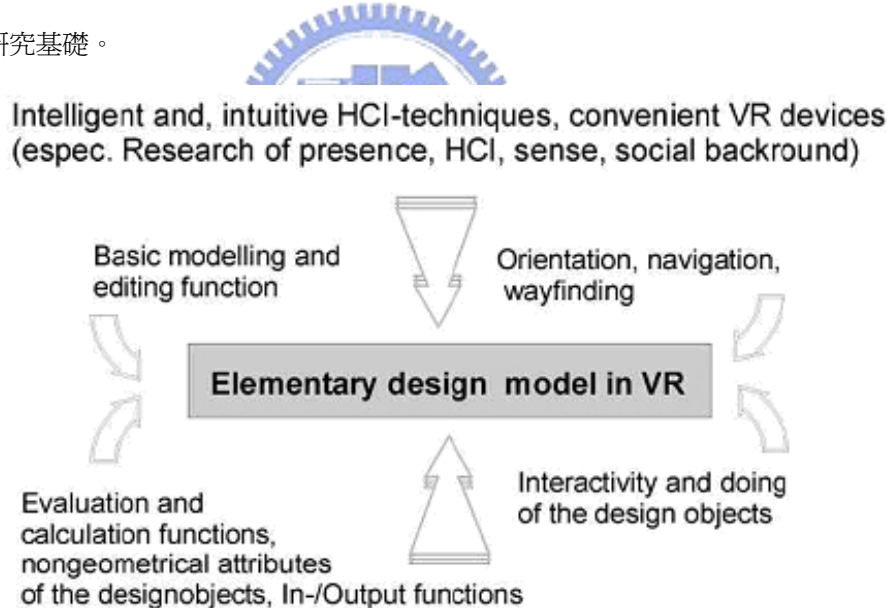 研究基礎。
Intelligent and, intuitive HCI-techniques, convenient VR devices
(espec. Research of presence, HCI, sense, social backround)
Basic modelling and
editing function
Orientation, navigation,
wayfinding
Elementary design model in VR
Evaluation and
calculation functions,
nongeometrical attributes
of the designobjects, In-/Output functions
Interactivity and doing
of the design objects